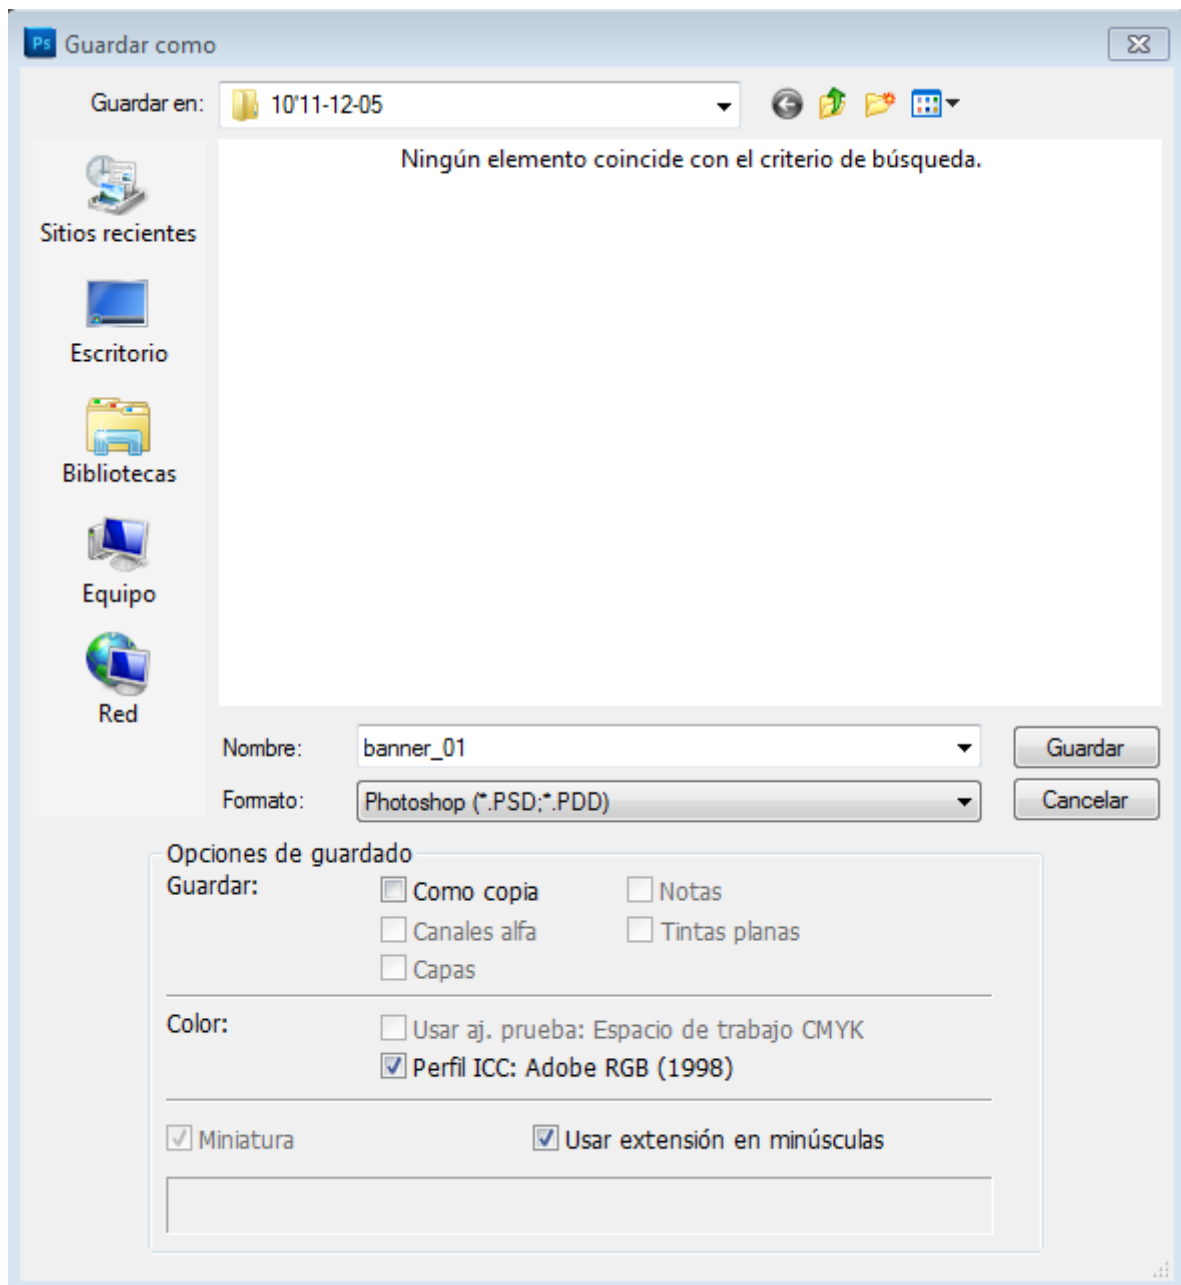 Ps Guardar como
Guardar en: 10'11-12-05
Ningún elemento coincide con el criterio de búsqueda.
Sitios recientes
Escritorio
Bibliotecas
Equipo
Red
Nombre: banner_01 Guardar
Formato: Photoshop (*.PSD;*.PDD) Cancelar
Opciones de guardado
Guardar: Como copia Notas
Canales alfa Tintas planas
Capas
Color: Usar aj. prueba: Espacio de trabajo CMYK
Perfil ICC: Adobe RGB (1998)
Miniatura Usar extensión en minúsculas